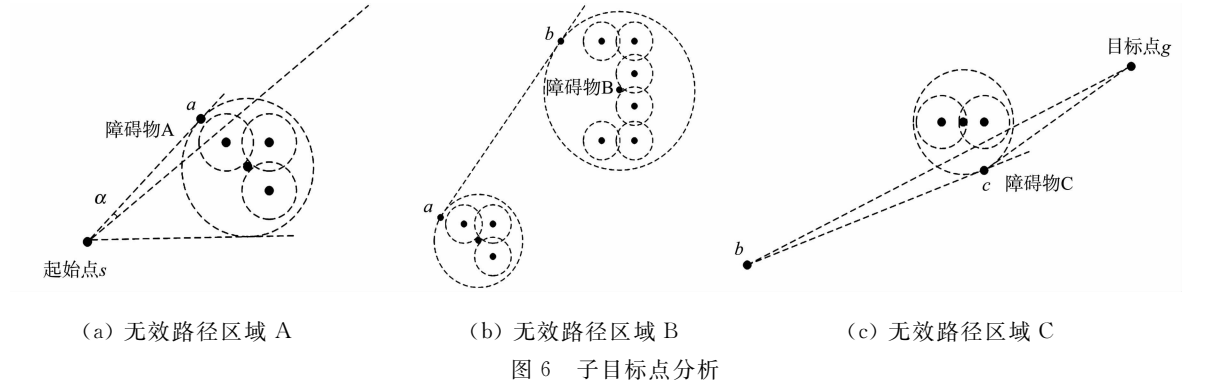 a
障碍物A
α
起始点s
(a) 无效路径区域 A
b
障碍物B
a
(b) 无效路径区域 B
目标点g
c 障碍物C
b
(c) 无效路径区域 C
图 6 子目标点分析